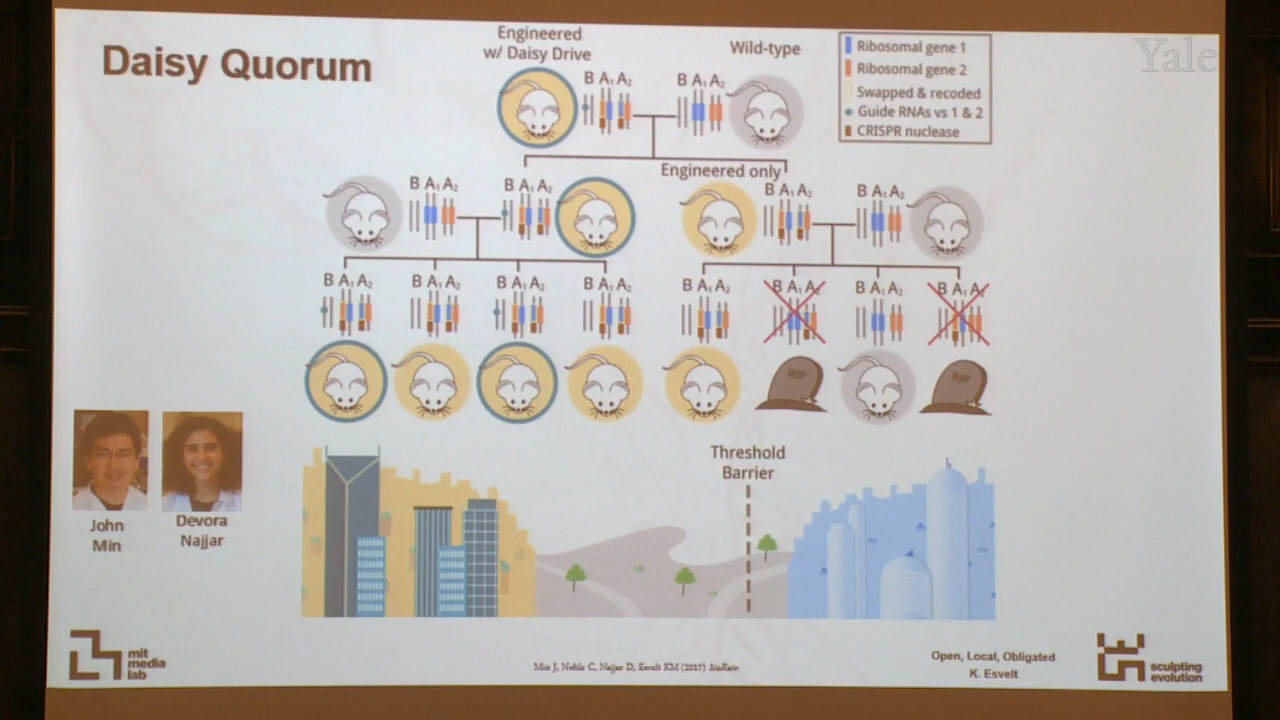 Yale
Daisy Quorum
Engineered
w/ Daisy Drive
Wild-type
B A₁ A₂
B A₁ A₂
Ribosomal gene 1
Ribosomal gene 2
Swapped & recoded
Guide RNAs vs 1 & 2
CRISPR nuclease
Engineered only
B A₁ A₂
B A₁ A₂
B A₁ A₂
B A₁ A₂
B A₁ A₂
B A₁ A₂
B A₁ A₂
B A₁ A₂
B A₁ A₂
B A₁ A₂
B A₁ A₂
B A₁ A₂
RIP
RIP
Threshold
Barrier
John
Min
Devora
Najjar
mit
media
lab
Min J, Noble C, Najjar D, Esvelt KM (2017) bioRxiv
Open, Local, Obligated
K. Esvelt
sculpting
evolution